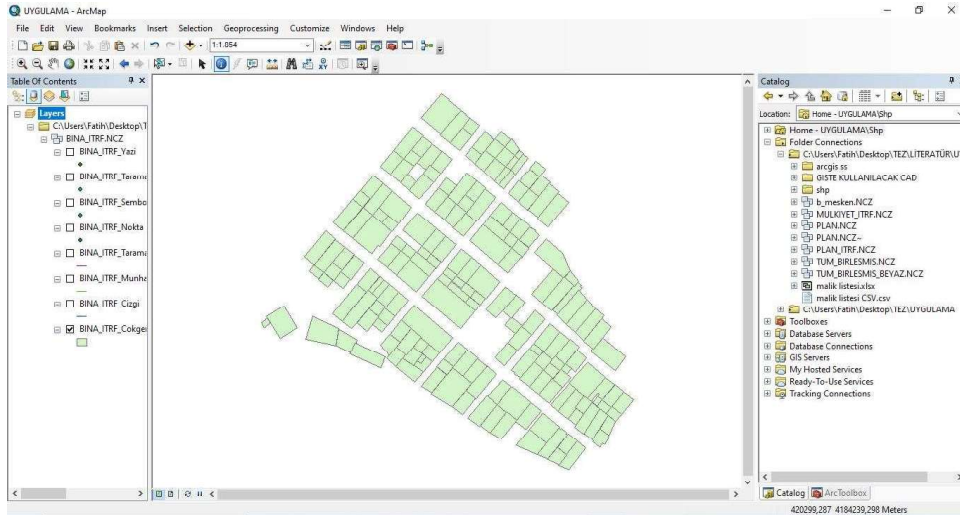 UYGULAMA - ArcMap
File Edit View Bookmarks Insert Selection Geoprocessing Customize Windows Help
1:1.054
Table Of Contents
Layers
C:\Users\Fatih\Desktop\T
BINA_ITRF.NCZ
BINA_ITRF_Yazi
BINA_ITRF_Tarama
BINA_ITRF_Sembo
BINA_ITRF_Nokta
BINA_ITRF_Tarama
BINA_ITRF_Munha
BINA_ITRF_Cizgi
BINA_ITRF_Cokge
Catalog
Location: Home - UYGULAMA\Shp
Home - UYGULAMA\Shp
Folder Connections
C:\Users\Fatih\Desktop\TEZ\LİTERATÜR\U
arcgis ss
GISTE KULLANILACAK CAD
shp
b_mesken.NCZ
MULKIYET_ITRF.NCZ
PLAN.NCZ
PLAN.NCZ~
PLAN_ITRF.NCZ
TUM_BIRLESMIS.NCZ
TUM_BIRLESMIS_BEYAZ.NCZ
malik listesi.xlsx
malik listesi CSV.csv
C:\Users\Fatih\Desktop\TEZ\UYGULAMA
Toolboxes
Database Servers
Database Connections
GIS Servers
My Hosted Services
Ready-To-Use Services
Tracking Connections
Catalog ArcToolbox
420299,287 4184239,298 Meters